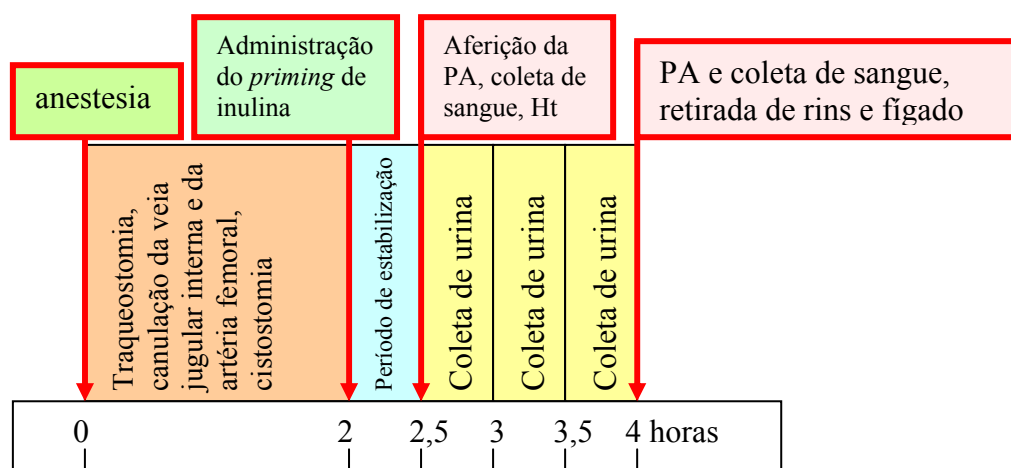 anestesia
Administração
do priming de
inulina
Aferição da
PA, coleta de
sangue, Ht
PA e coleta de sangue,
retirada de rins e fígado
Traqueostomia,
canulação da veia
jugular interna e da
artéria femoral,
cistostomia
Período de estabilização
Coleta de urina
Coleta de urina
Coleta de urina
0 2 2,5 3 3,5 4 horas